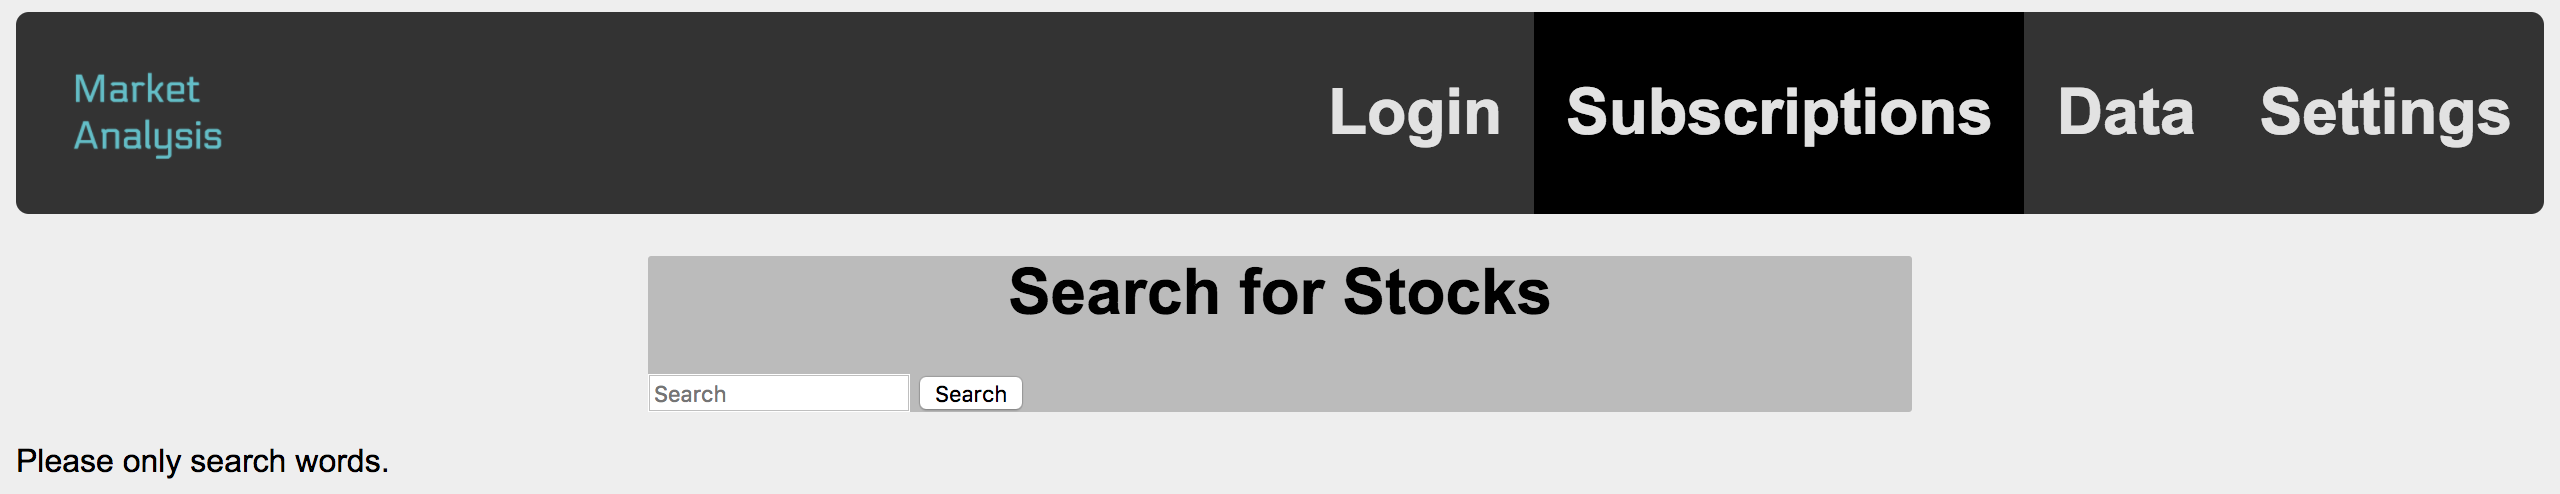 Market
Analysis
Login Subscriptions Data Settings
Search for Stocks
Search Search
Please only search words.